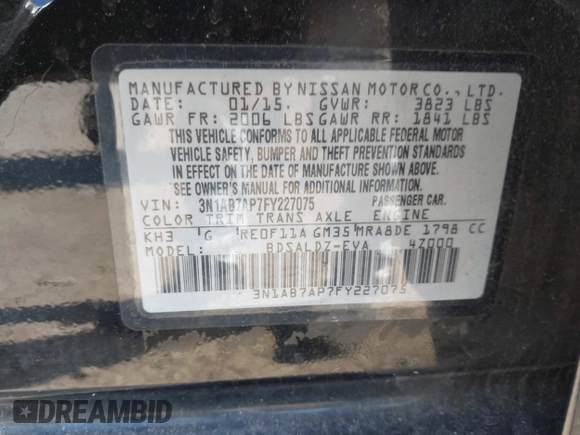 MANUFACTURED BY NISSAN MOTOR CO., LTD.
DATE: 01/15. GVWR: 3823 LBS
GAWR FR: 2006 LBS GAWR RR: 1841 LBS
THIS VEHICLE CONFORMS TO ALL APPLICABLE FEDERAL MOTOR
VEHICLE SAFETY, BUMPER AND THEFT PREVENTION STANDARDS
IN EFFECT ON THE DATE OF MANUFACTURE SHOWN ABOVE.
*SEE OWNER'S MANUAL FOR ADDITIONAL INFORMATION.
VIN: 3N1AB7AP7FY227075 PASSENGER CAR.
COLOR TRIM TRANS AXLE ENGINE
KH3 G RE0F11A GM35 MRA8DE 1798 CC
MODEL: BDSALDZ-EVA 4Z000
3N1AB7AP7FY227075
DREAMBID